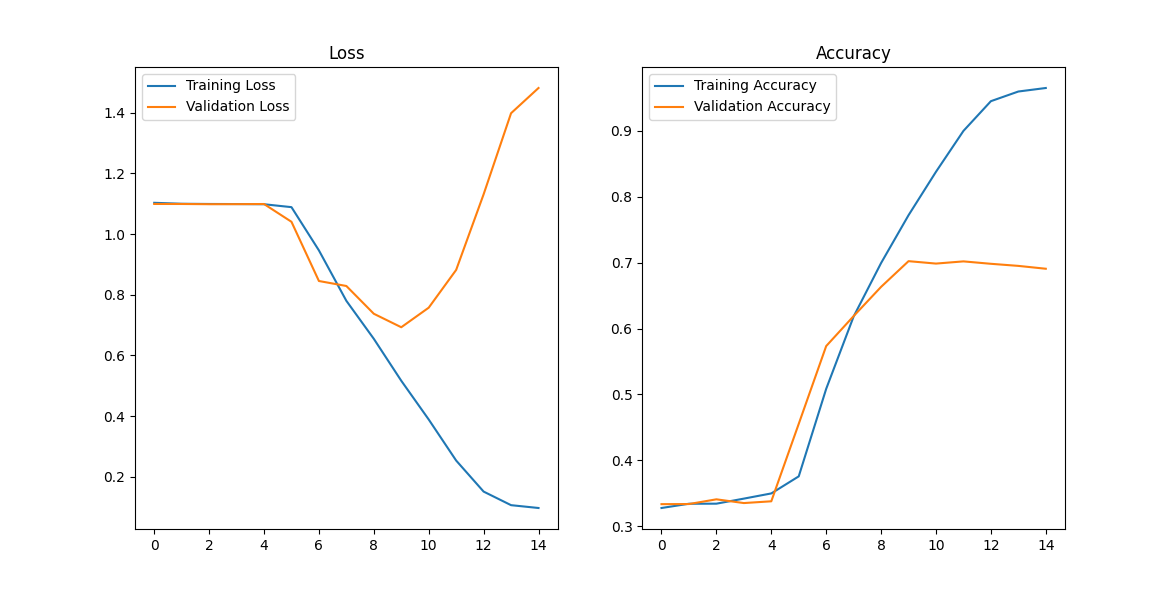 Loss
Training Loss
Validation Loss
1.4
1.2
1.0
0.8
0.6
0.4
0.2
0 2 4 6 8 10 12 14
Accuracy
Training Accuracy
Validation Accuracy
0.9
0.8
0.7
0.6
0.5
0.4
0.3
0 2 4 6 8 10 12 14